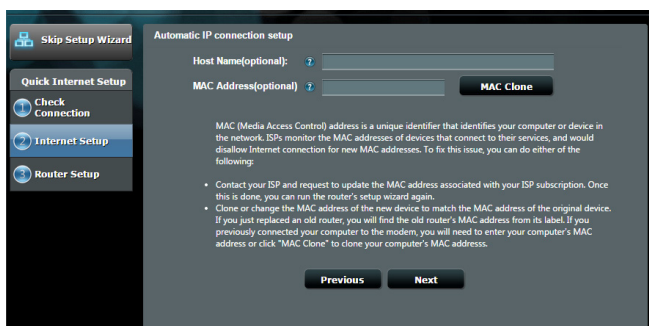 Skip Setup Wizard
Quick Internet Setup
1 Check
Connection
2 Internet Setup
3 Router Setup
Automatic IP connection setup
Host Name(optional): ?
MAC Address(optional) ? MAC Clone
MAC (Media Access Control) address is a unique identifier that identifies your computer or device in
the network. ISPs monitor the MAC addresses of devices that connect to their services, and would
disallow Internet connection for new MAC addresses. To fix this issue, you can do either of the
following:
• Contact your ISP and request to update the MAC address associated with your ISP subscription. Once
this is done, you can run the router's setup wizard again.
• Clone or change the MAC address of the new device to match the MAC address of the original device.
If you just replaced an old router, you will find the old router's MAC address from its label. If you
previously connected your computer to the modem, you will need to enter your computer's MAC
address or click "MAC Clone" to clone your computer's MAC addresss.
Previous Next